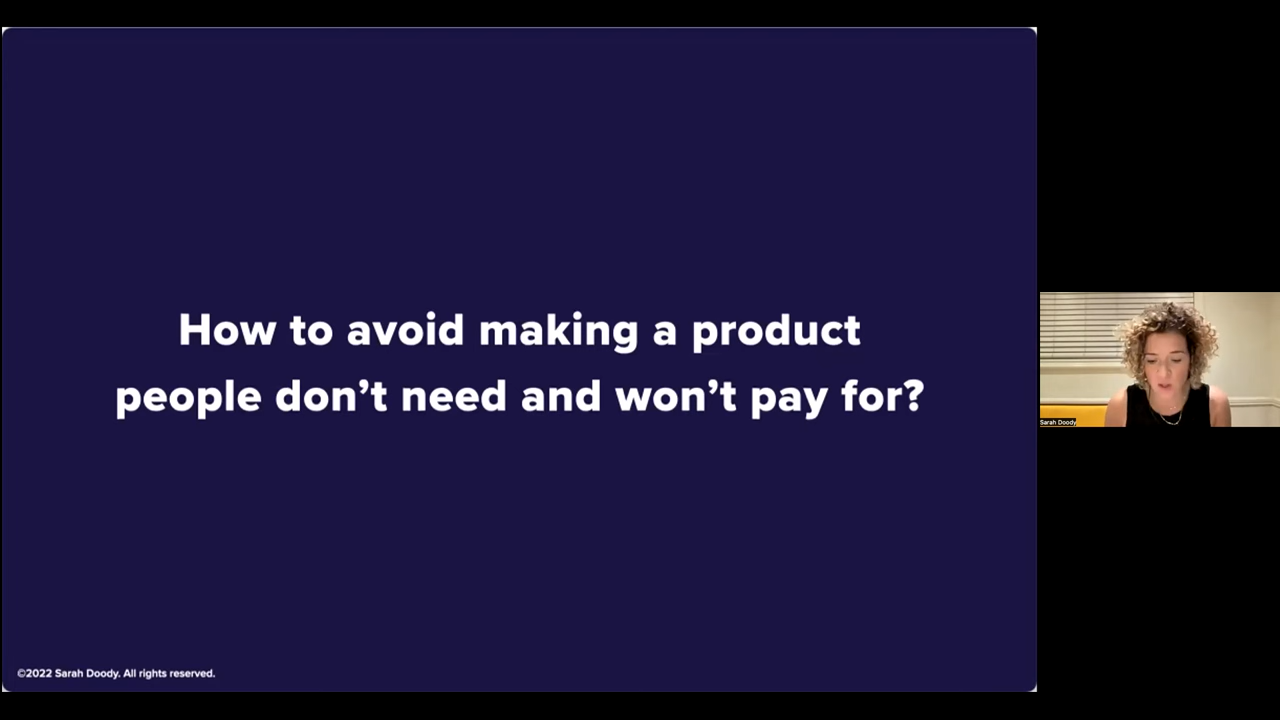 How to avoid making a product
people don’t need and won’t pay for?
Sarah Doody
©2022 Sarah Doody. All rights reserved.